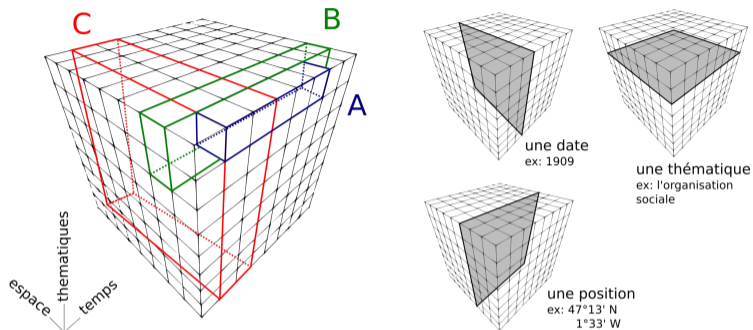 C
B
A
thematiques
espace
temps
une date
ex: 1909
une thématique
ex: l'organisation
sociale
une position
ex: 47°13' N
1°33' W